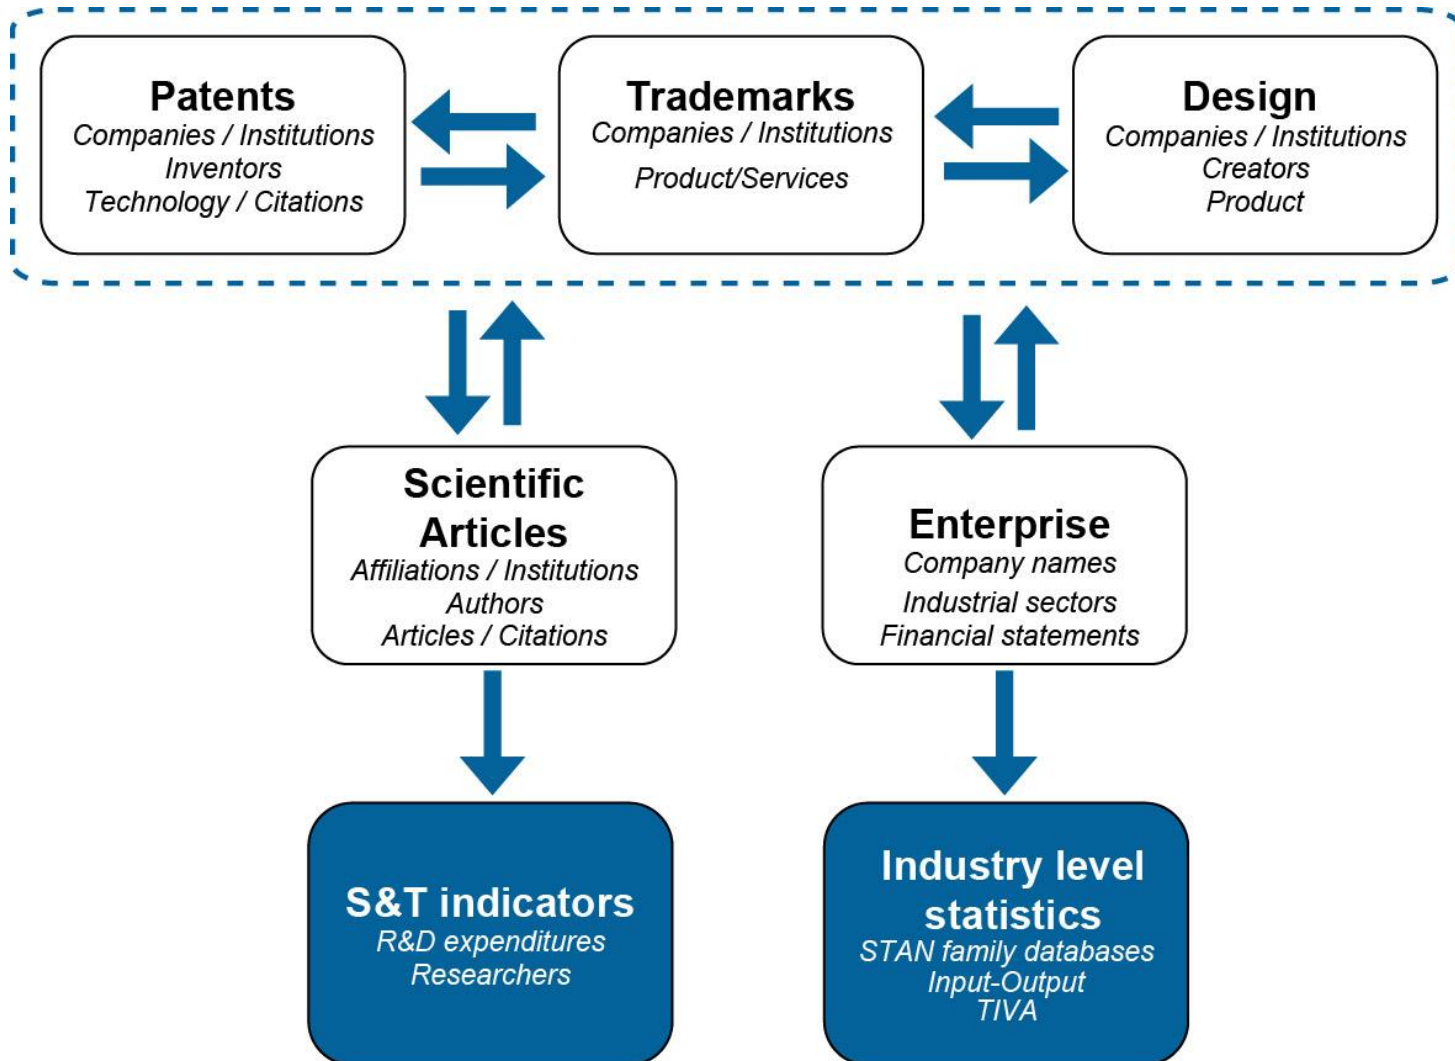 Patents
Companies / Institutions
Inventors
Technology / Citations
Trademarks
Companies / Institutions
Product/Services
Design
Companies / Institutions
Creators
Product
Scientific
Articles
Affiliations / Institutions
Authors
Articles / Citations
Enterprise
Company names
Industrial sectors
Financial statements
S&T indicators
R&D expenditures
Researchers
Industry level
statistics
STAN family databases
Input-Output
TIVA